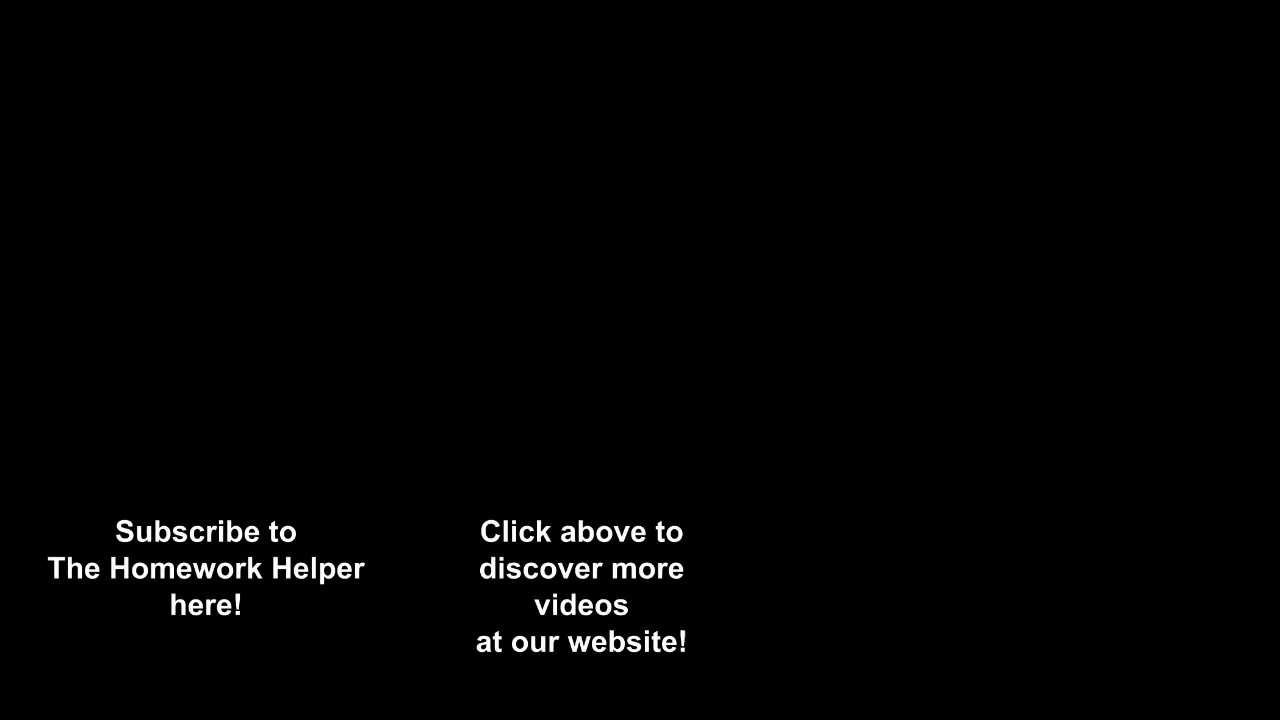 Subscribe to
The Homework Helper
here!
Click above to
discover more
videos
at our website!